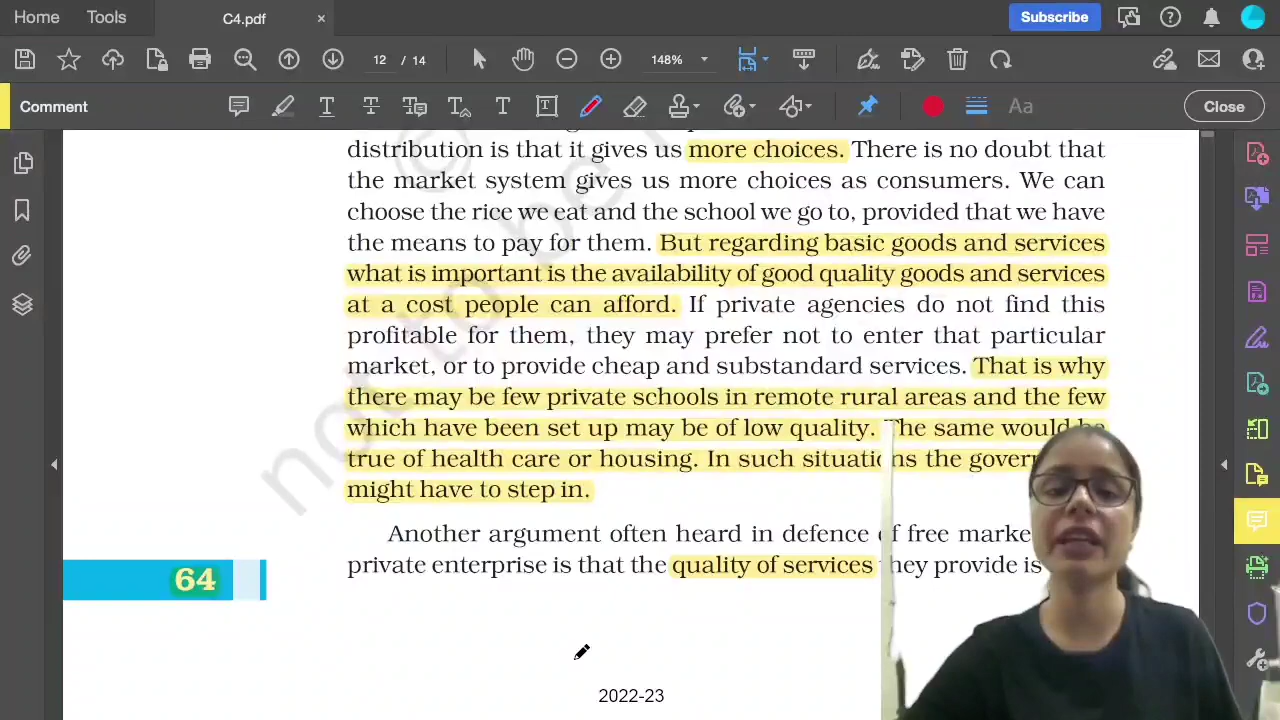 Home Tools C4.pdf × Subscribe
12 / 14 148%
Comment Aa Close
distribution is that it gives us more choices. There is no doubt that
the market system gives us more choices as consumers. We can
choose the rice we eat and the school we go to, provided that we have
the means to pay for them. But regarding basic goods and services
what is important is the availability of good quality goods and services
at a cost people can afford. If private agencies do not find this
profitable for them, they may prefer not to enter that particular
market, or to provide cheap and substandard services. That is why
there may be few private schools in remote rural areas and the few
which have been set up may be of low quality. The same would be
true of health care or housing. In such situations the
might have to step in.
Another argument often heard in defence of free
private enterprise is that the quality of services they provide is
64
2022-23
© not to be